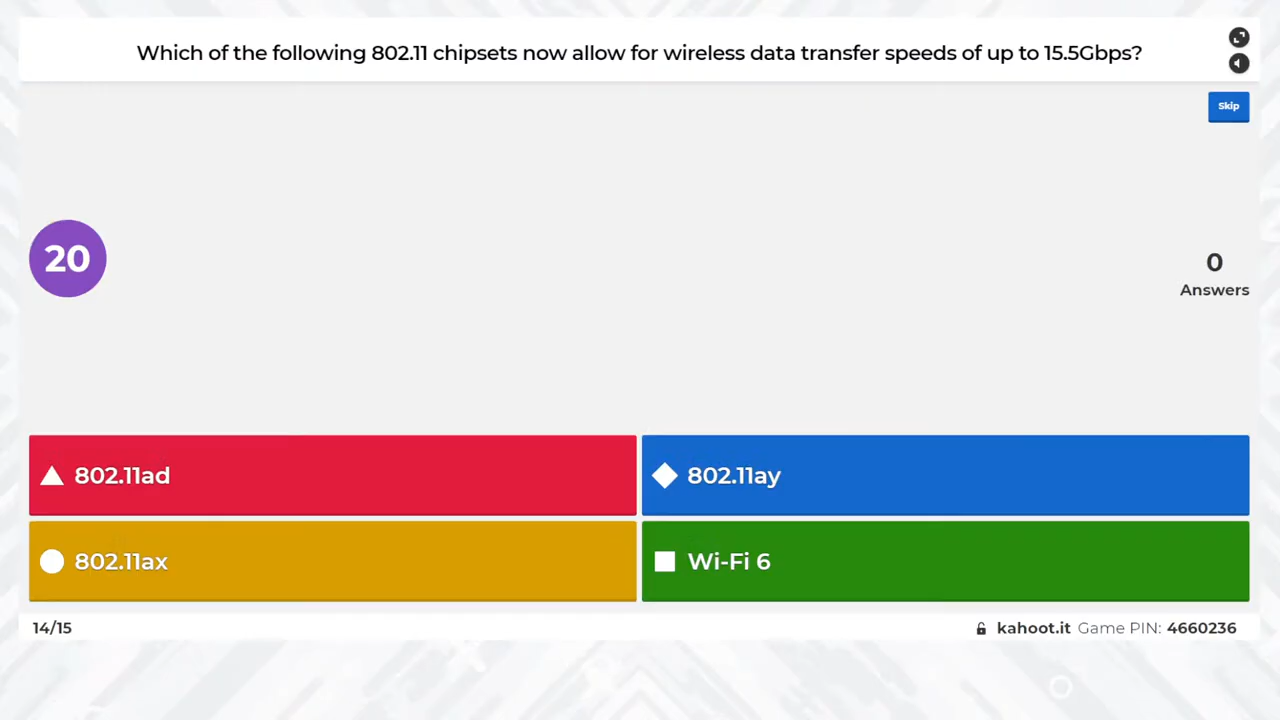 Which of the following 802.11 chipsets now allow for wireless data transfer speeds of up to 15.5Gbps?
Skip
20
0
Answers
802.11ad
802.11ay
802.11ax
Wi-Fi 6
14/15
kahoot.it Game PIN: 4660236